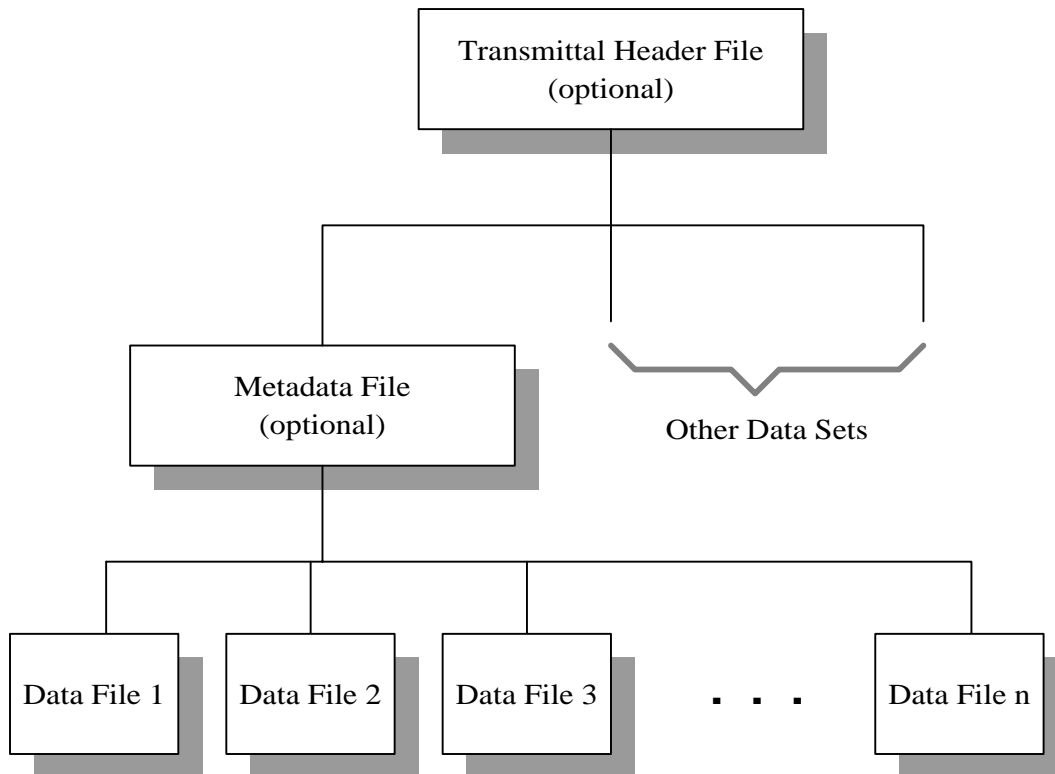 Transmittal Header File
(optional)
Metadata File
(optional)
Other Data Sets
Data File 1
Data File 2
Data File 3
. . .
Data File n